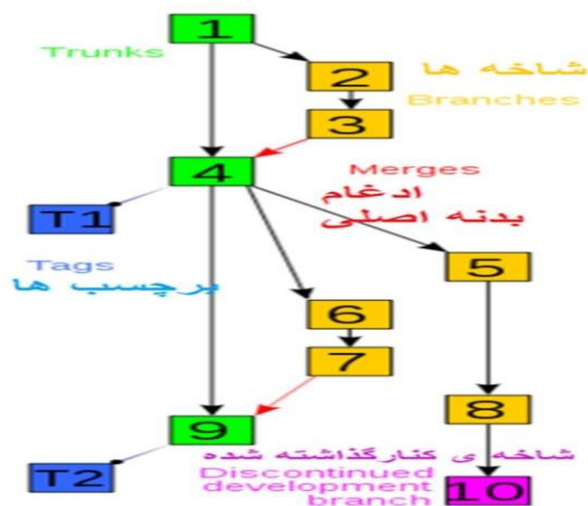 1
Trunks
2
شاخه ها
Branches
3
4
Merges
ادغام
بدنه اصلی
T1
Tags
برچسب ها
5
6
7
8
9
شاخه ی کنارگذاشته شده
Discontinued
development
branch
T2
10